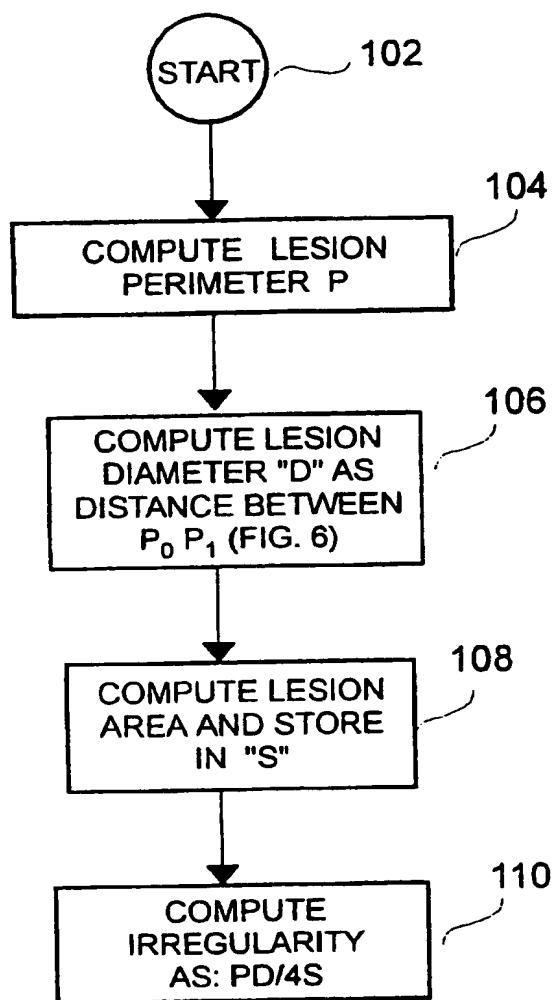 START
102
104
COMPUTE LESION
PERIMETER P
106
COMPUTE LESION
DIAMETER "D" AS
DISTANCE BETWEEN
P₀ P₁ (FIG. 6)
108
COMPUTE LESION
AREA AND STORE
IN "S"
110
COMPUTE
IRREGULARITY
AS: PD/4S